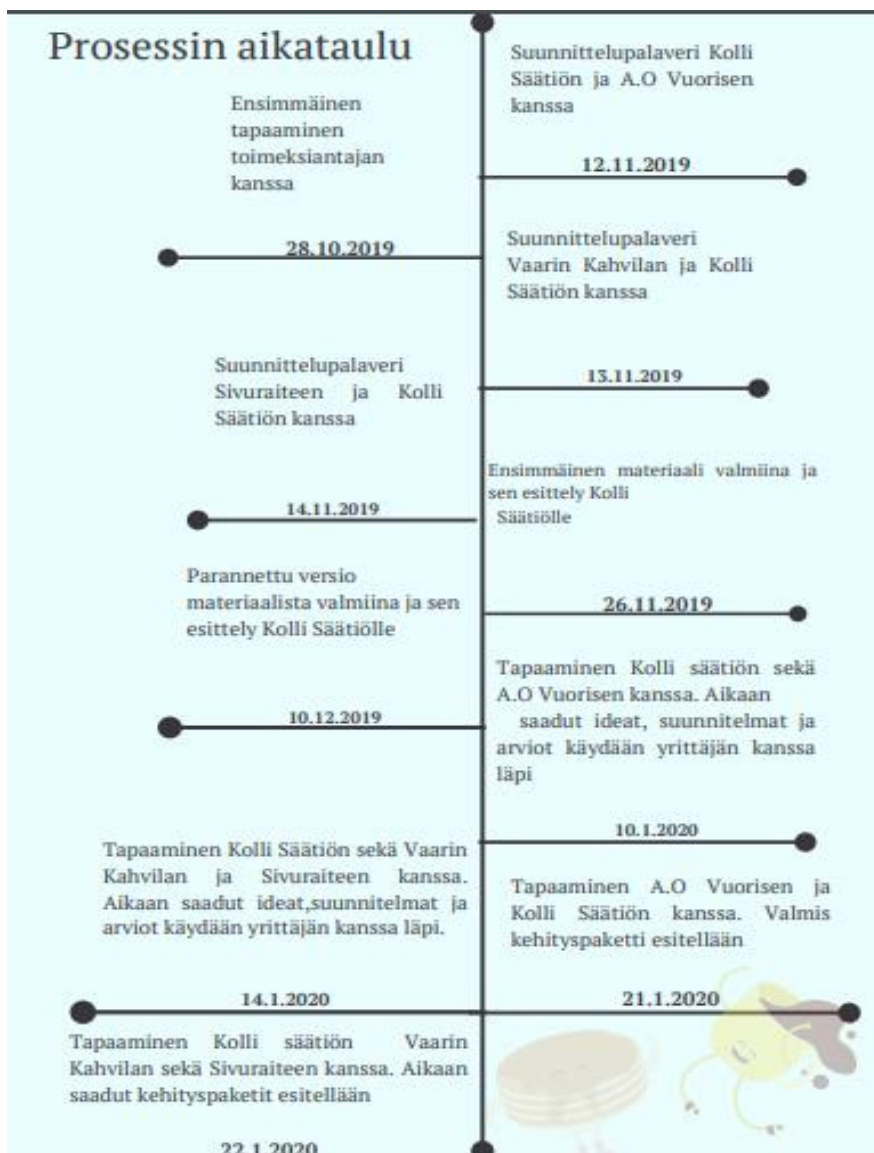 Prosessin aikataulu
Ensimmäinen
tapaaminen
toimeksiantajan
kanssa
28.10.2019
Suunnittelupalaveri Kolli
Säätiön ja A.O Vuorisen
kanssa
12.11.2019
Suunnittelupalaveri
Vaarin Kahvilan ja Kolli
Säätiön kanssa
13.11.2019
Suunnittelupalaveri
Sivuraiteen ja Kolli
Säätiön kanssa
14.11.2019
Ensimmäinen materiaali valmiina ja
sen esittely Kolli
Säätiölle
26.11.2019
Parannettu versio
materiaalista valmiina ja sen
esittely Kolli Säätiölle
10.12.2019
Tapaaminen Kolli säätiön sekä
A.O Vuorisen kanssa. Aikaan
saadut ideat, suunnitelmat ja
arviot käydään yrittäjän kanssa
läpi
10.1.2020
Tapaaminen Kolli Säätiön sekä Vaarin
Kahvilan ja Sivuraiteen kanssa.
Aikaan saadut ideat,suunnitelmat ja
arviot käydään yrittäjän kanssa läpi.
14.1.2020
Tapaaminen A.O Vuorisen ja
Kolli Säätiön kanssa. Valmis
kehityspaketti esitellään
21.1.2020
Tapaaminen Kolli säätiön Vaarin
Kahvilan sekä Sivuraiteen kanssa. Aikaan
saadut kehityspaketit esitellään
22.1.2020